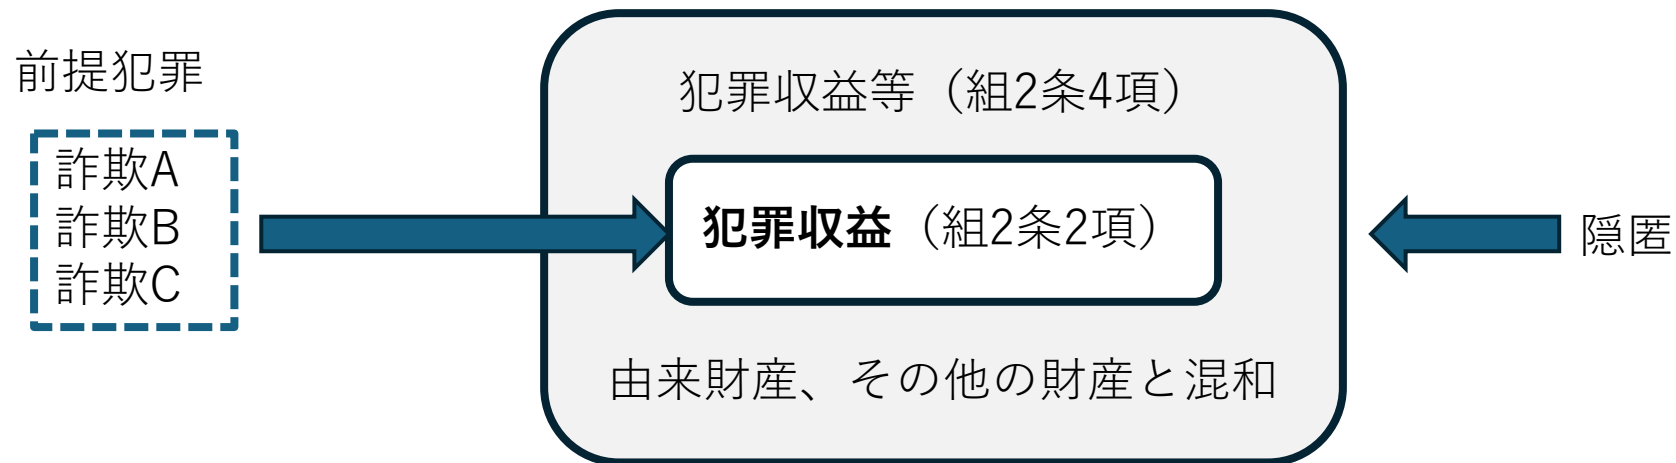 前提犯罪
詐欺A
詐欺B
詐欺C
犯罪収益等（組2条4項）
犯罪収益（組2条2項）
由来財産、その他の財産と混和
隠匿